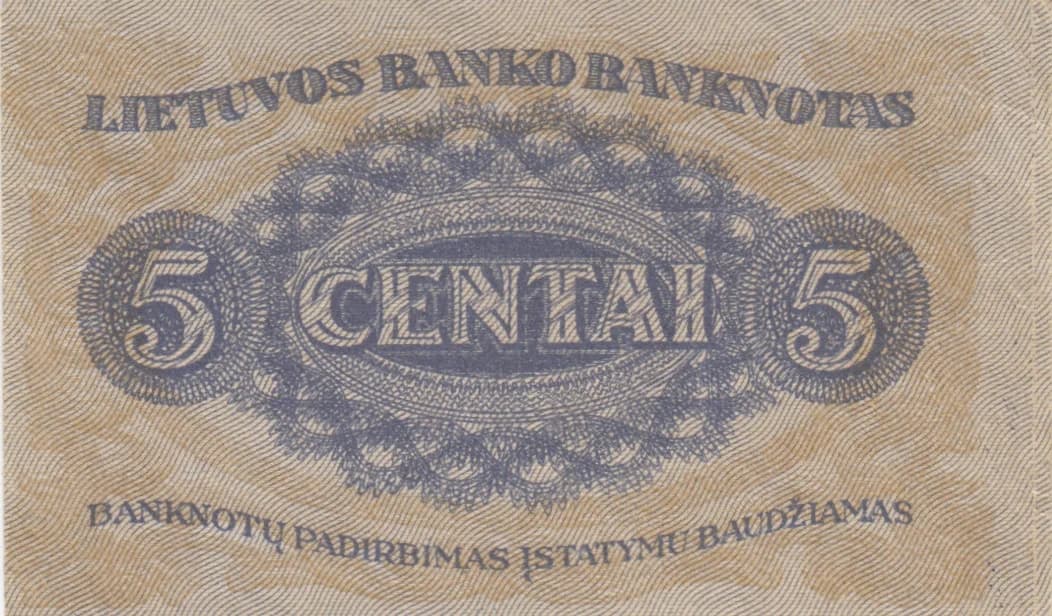 LIETUVOS BANKO BANKNOTAS
5 CENTAI 5
BANKNOTŲ PADIRBIMAS ĮSTATYMU BAUDŽIAMAS